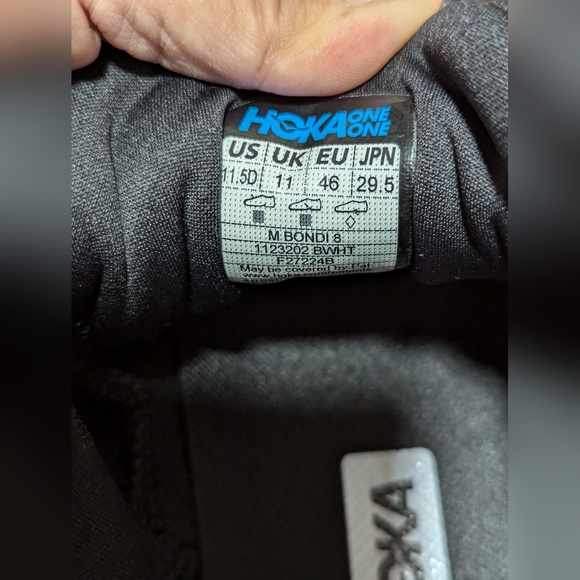 HOKA ONE ONE
US UK EU JPN
11.5D 11 46 29.5
M BONDI 8
1123202 BWHT
F27224B
May be covered by Pat.
HOKA